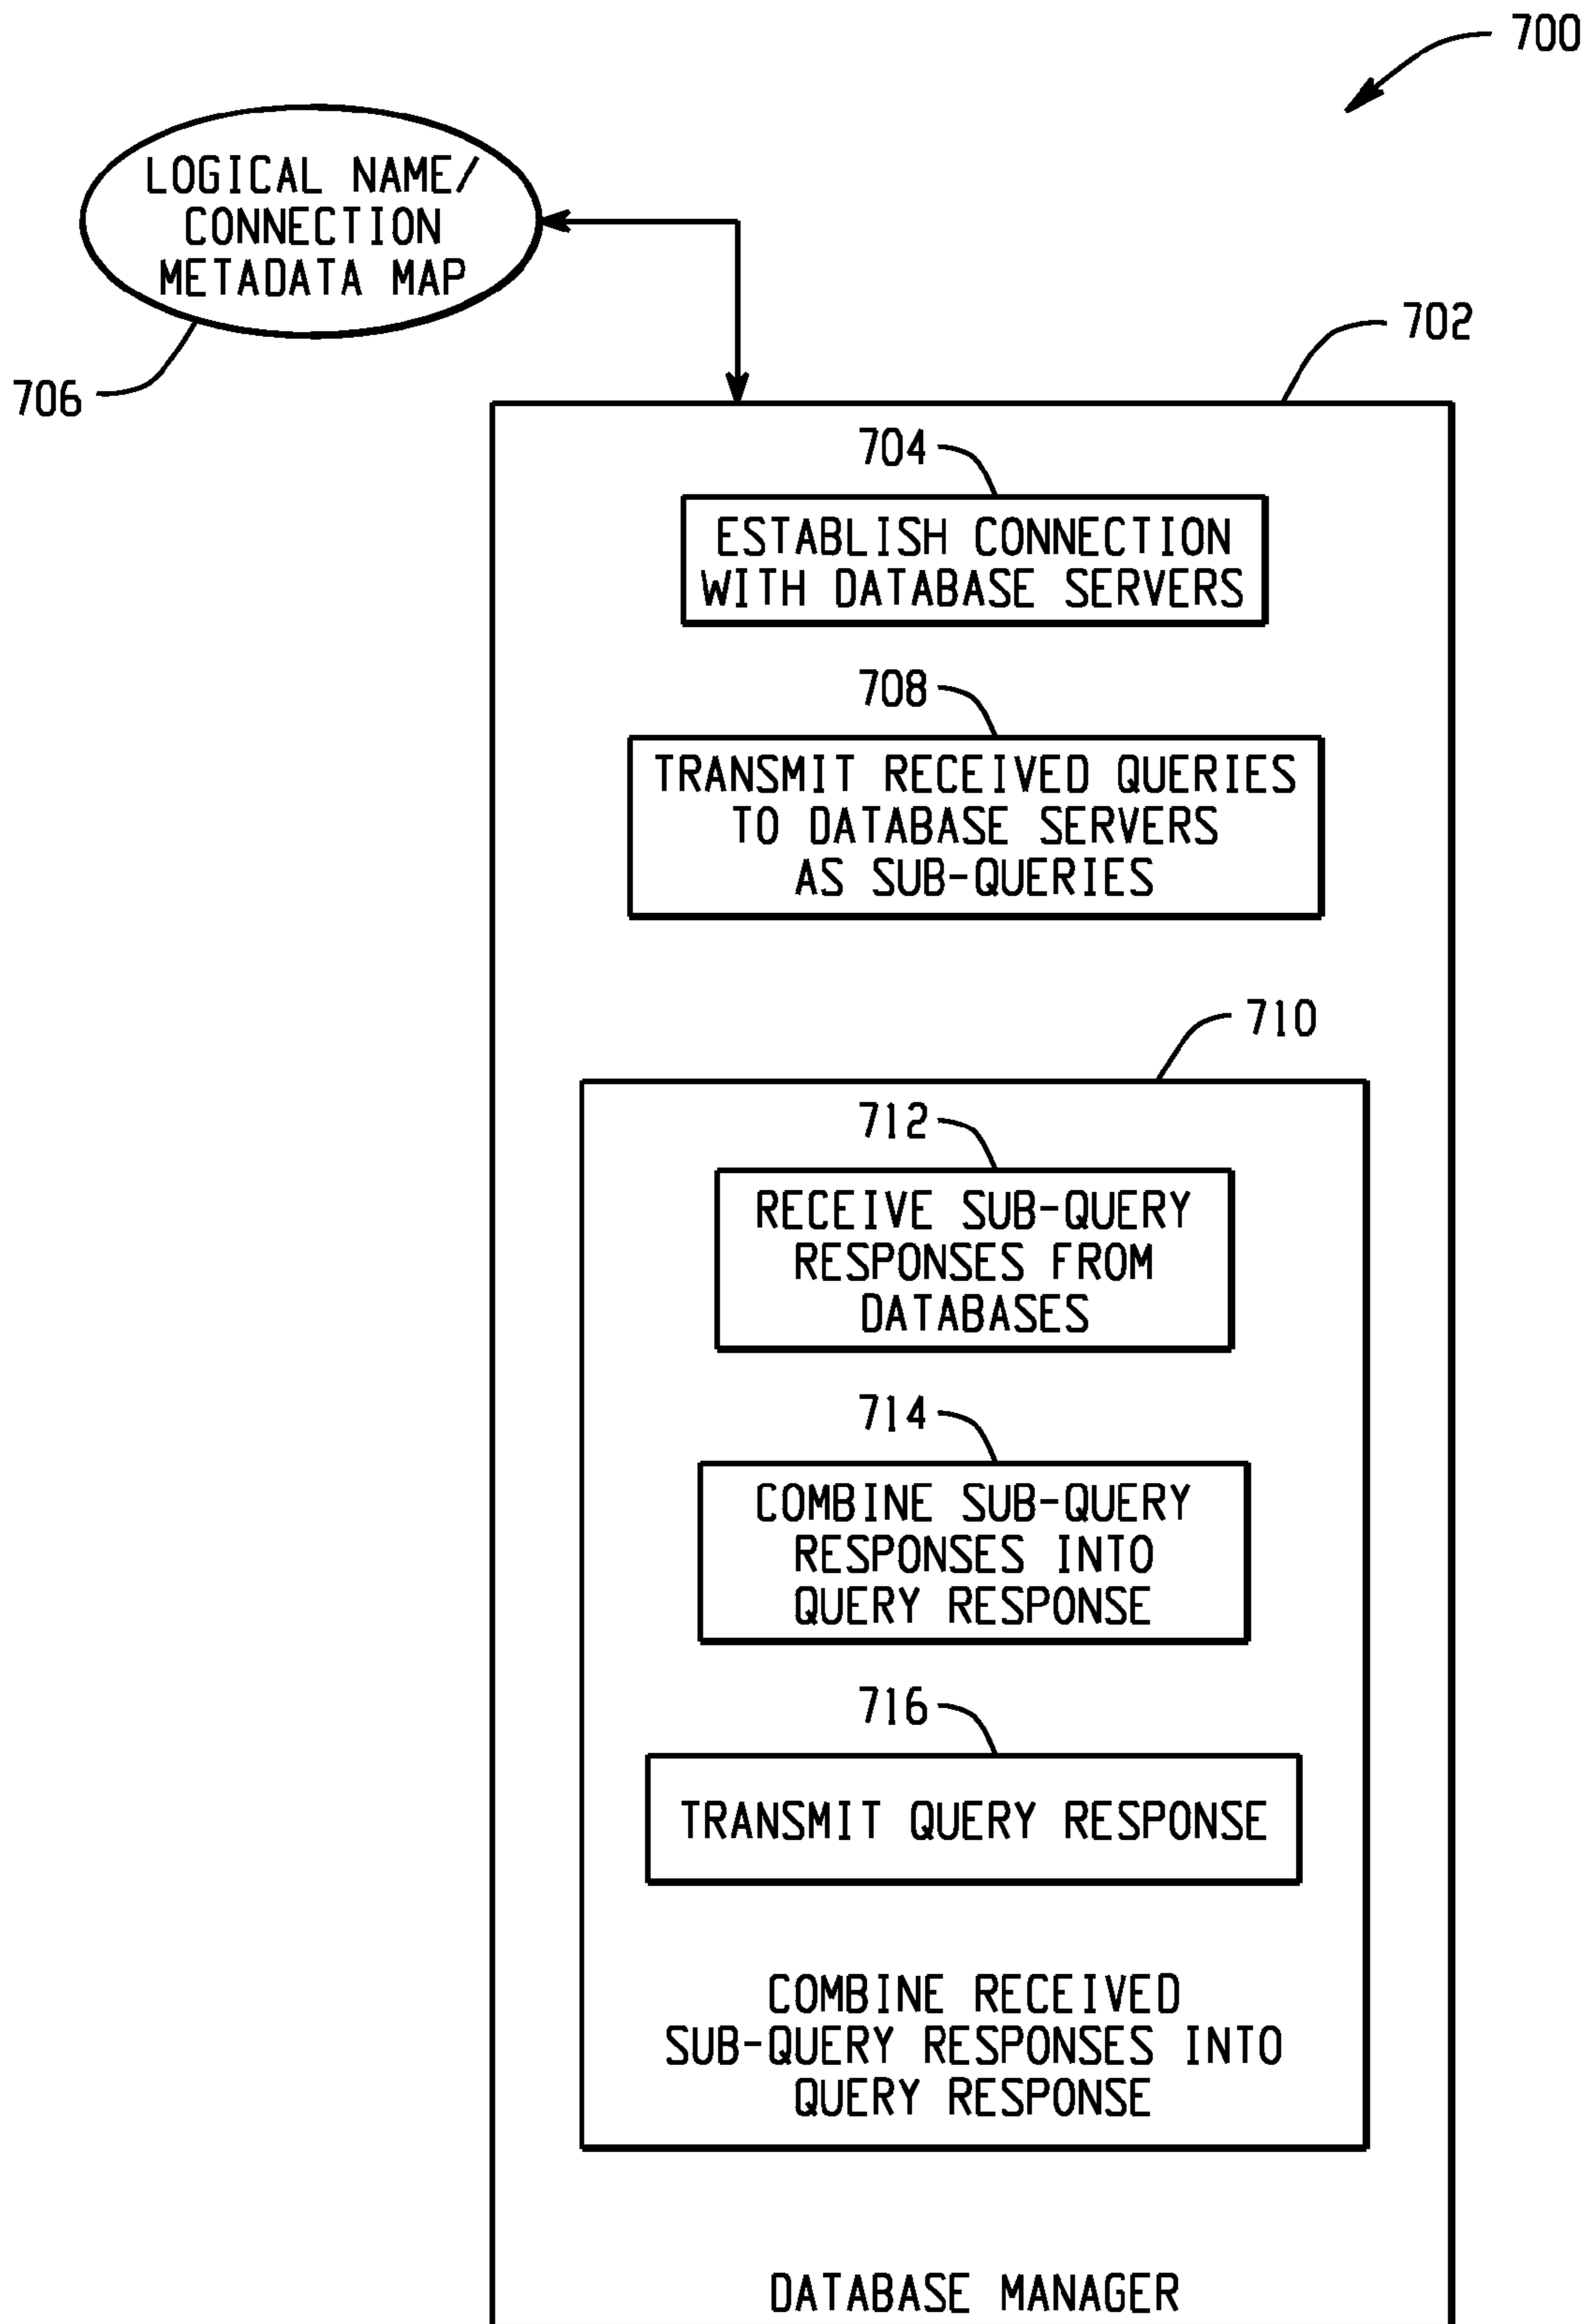 700
LOGICAL NAME/
CONNECTION
METADATA MAP
702
706
704
ESTABLISH CONNECTION
WITH DATABASE SERVERS
708
TRANSMIT RECEIVED QUERIES
TO DATABASE SERVERS
AS SUB-QUERIES
710
712
RECEIVE SUB-QUERY
RESPONSES FROM
DATABASES
714
COMBINE SUB-QUERY
RESPONSES INTO
QUERY RESPONSE
716
TRANSMIT QUERY RESPONSE
COMBINE RECEIVED
SUB-QUERY RESPONSES INTO
QUERY RESPONSE
DATABASE MANAGER